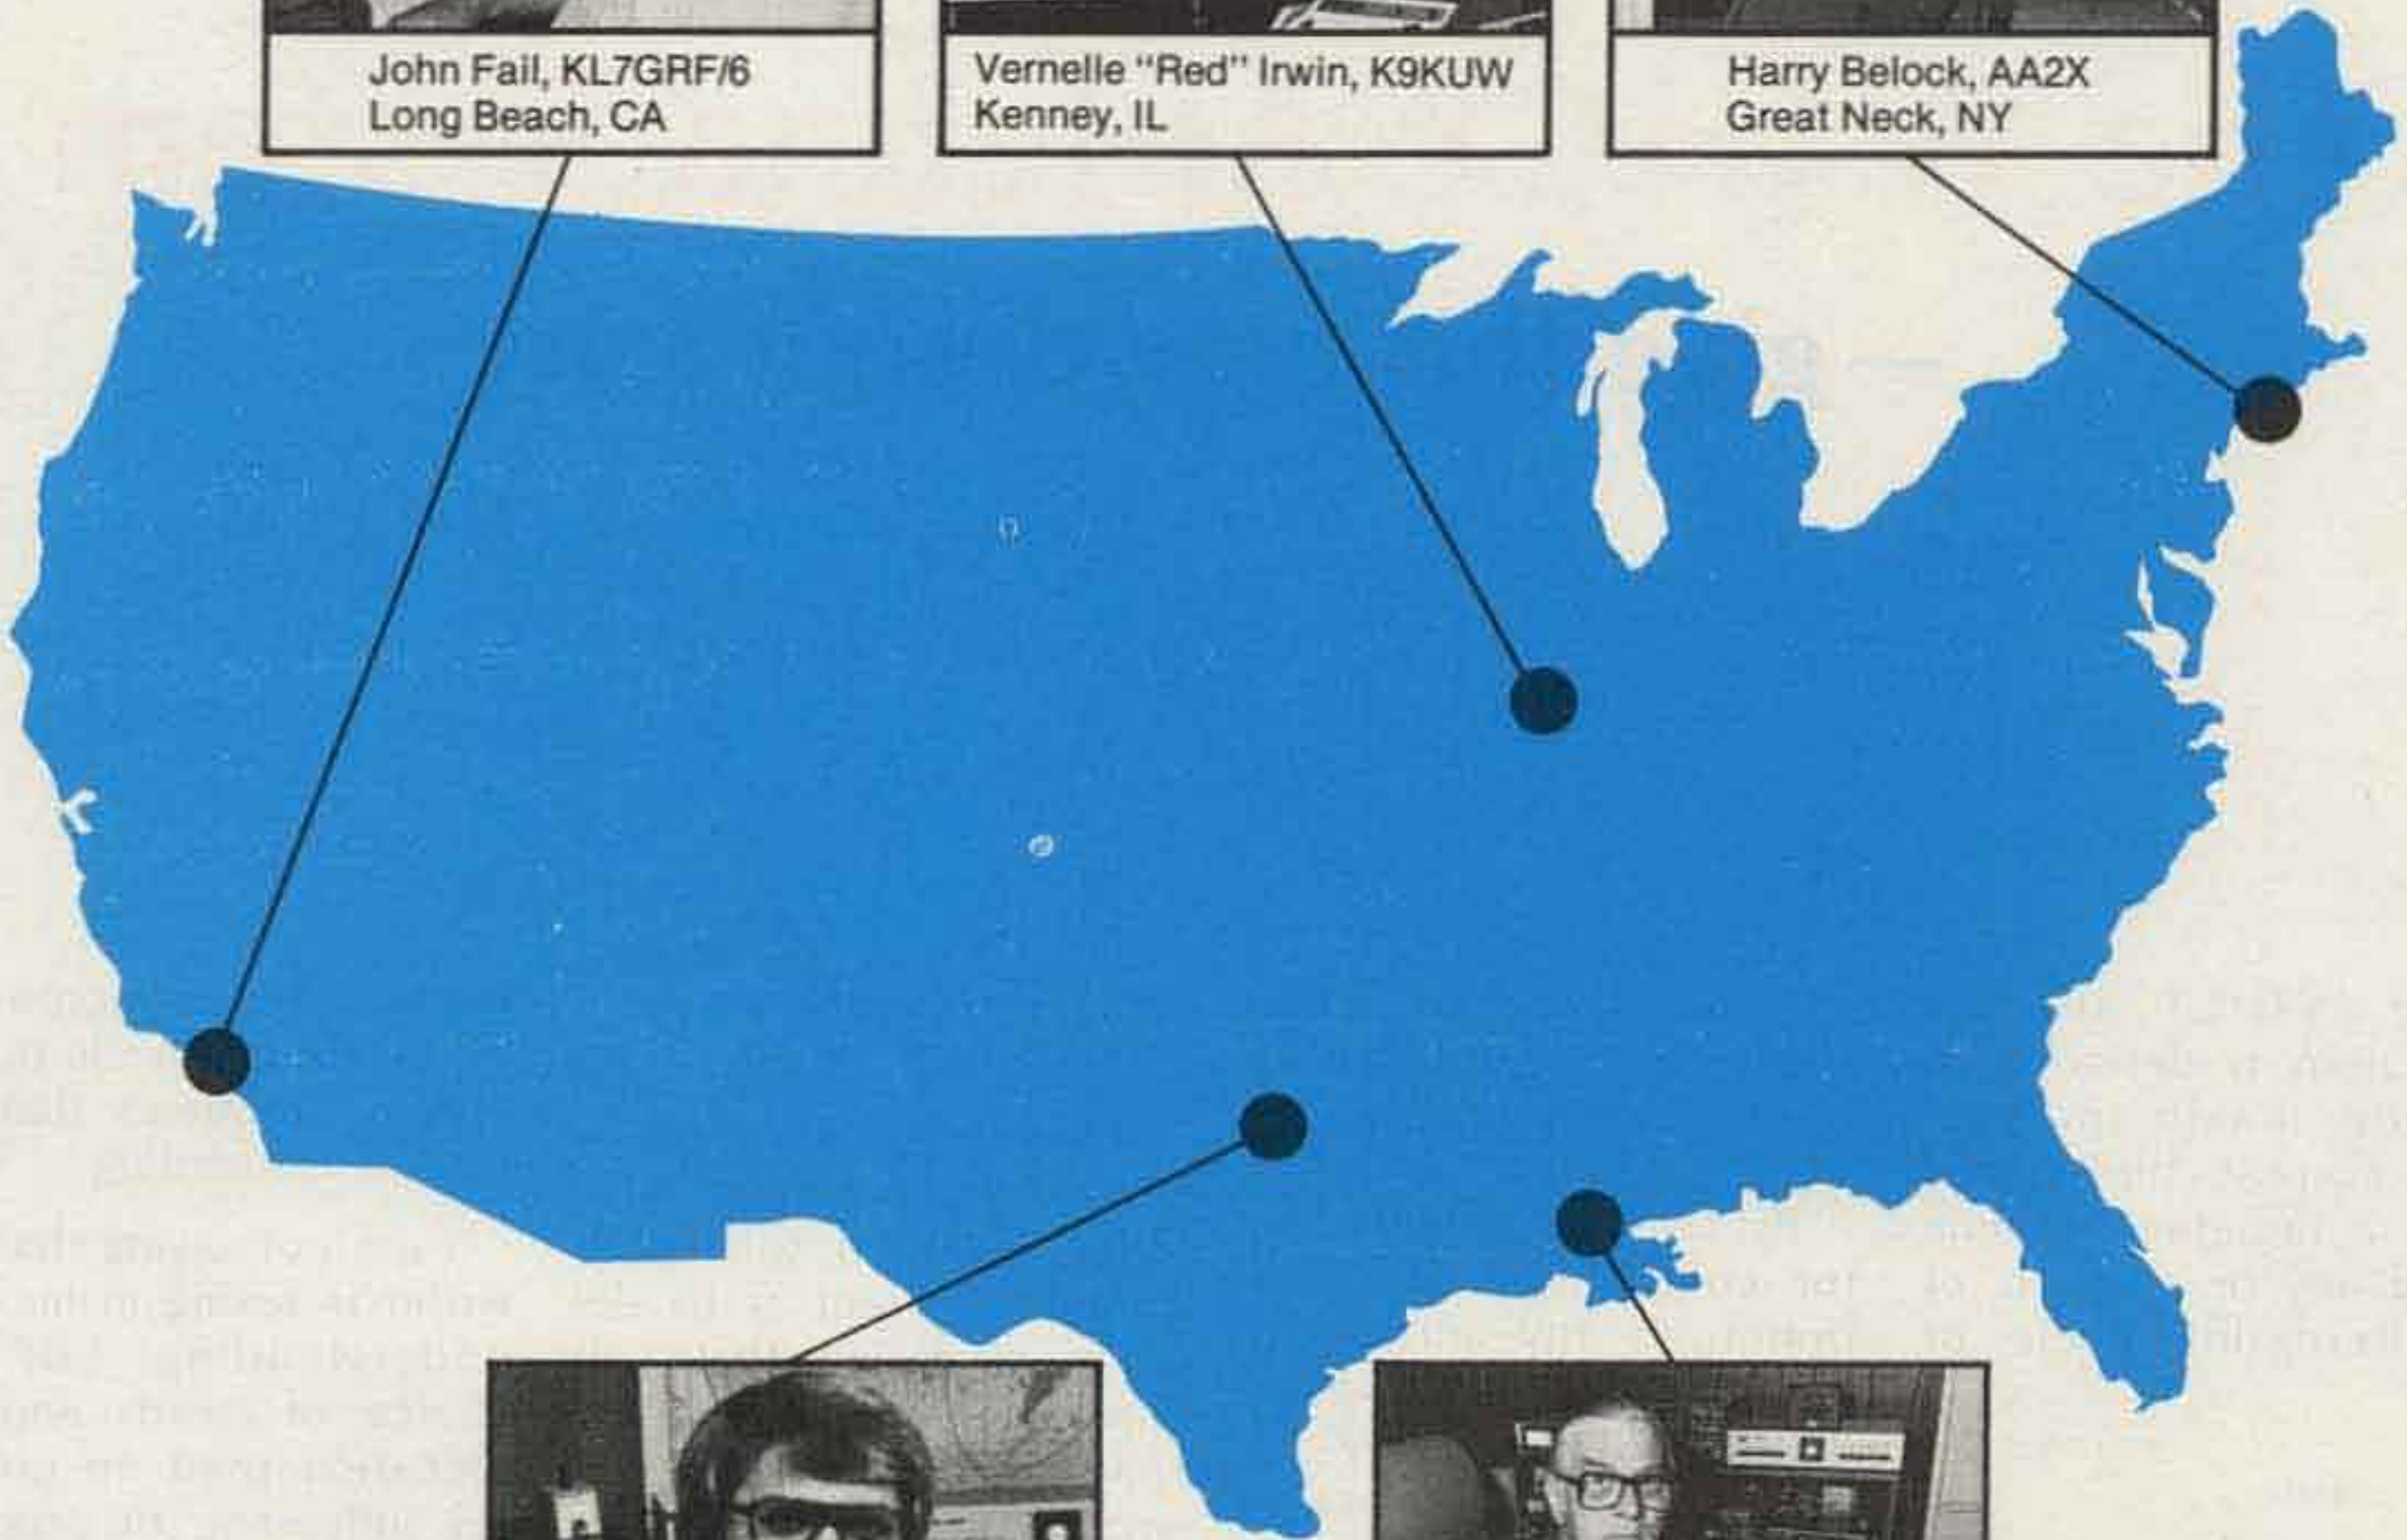 John Fail, KL7GRF/6
Long Beach, CA
Vernelle "Red" Irwin, K9KUW
Kenney, IL
Harry Belock, AA2X
Great Neck, NY